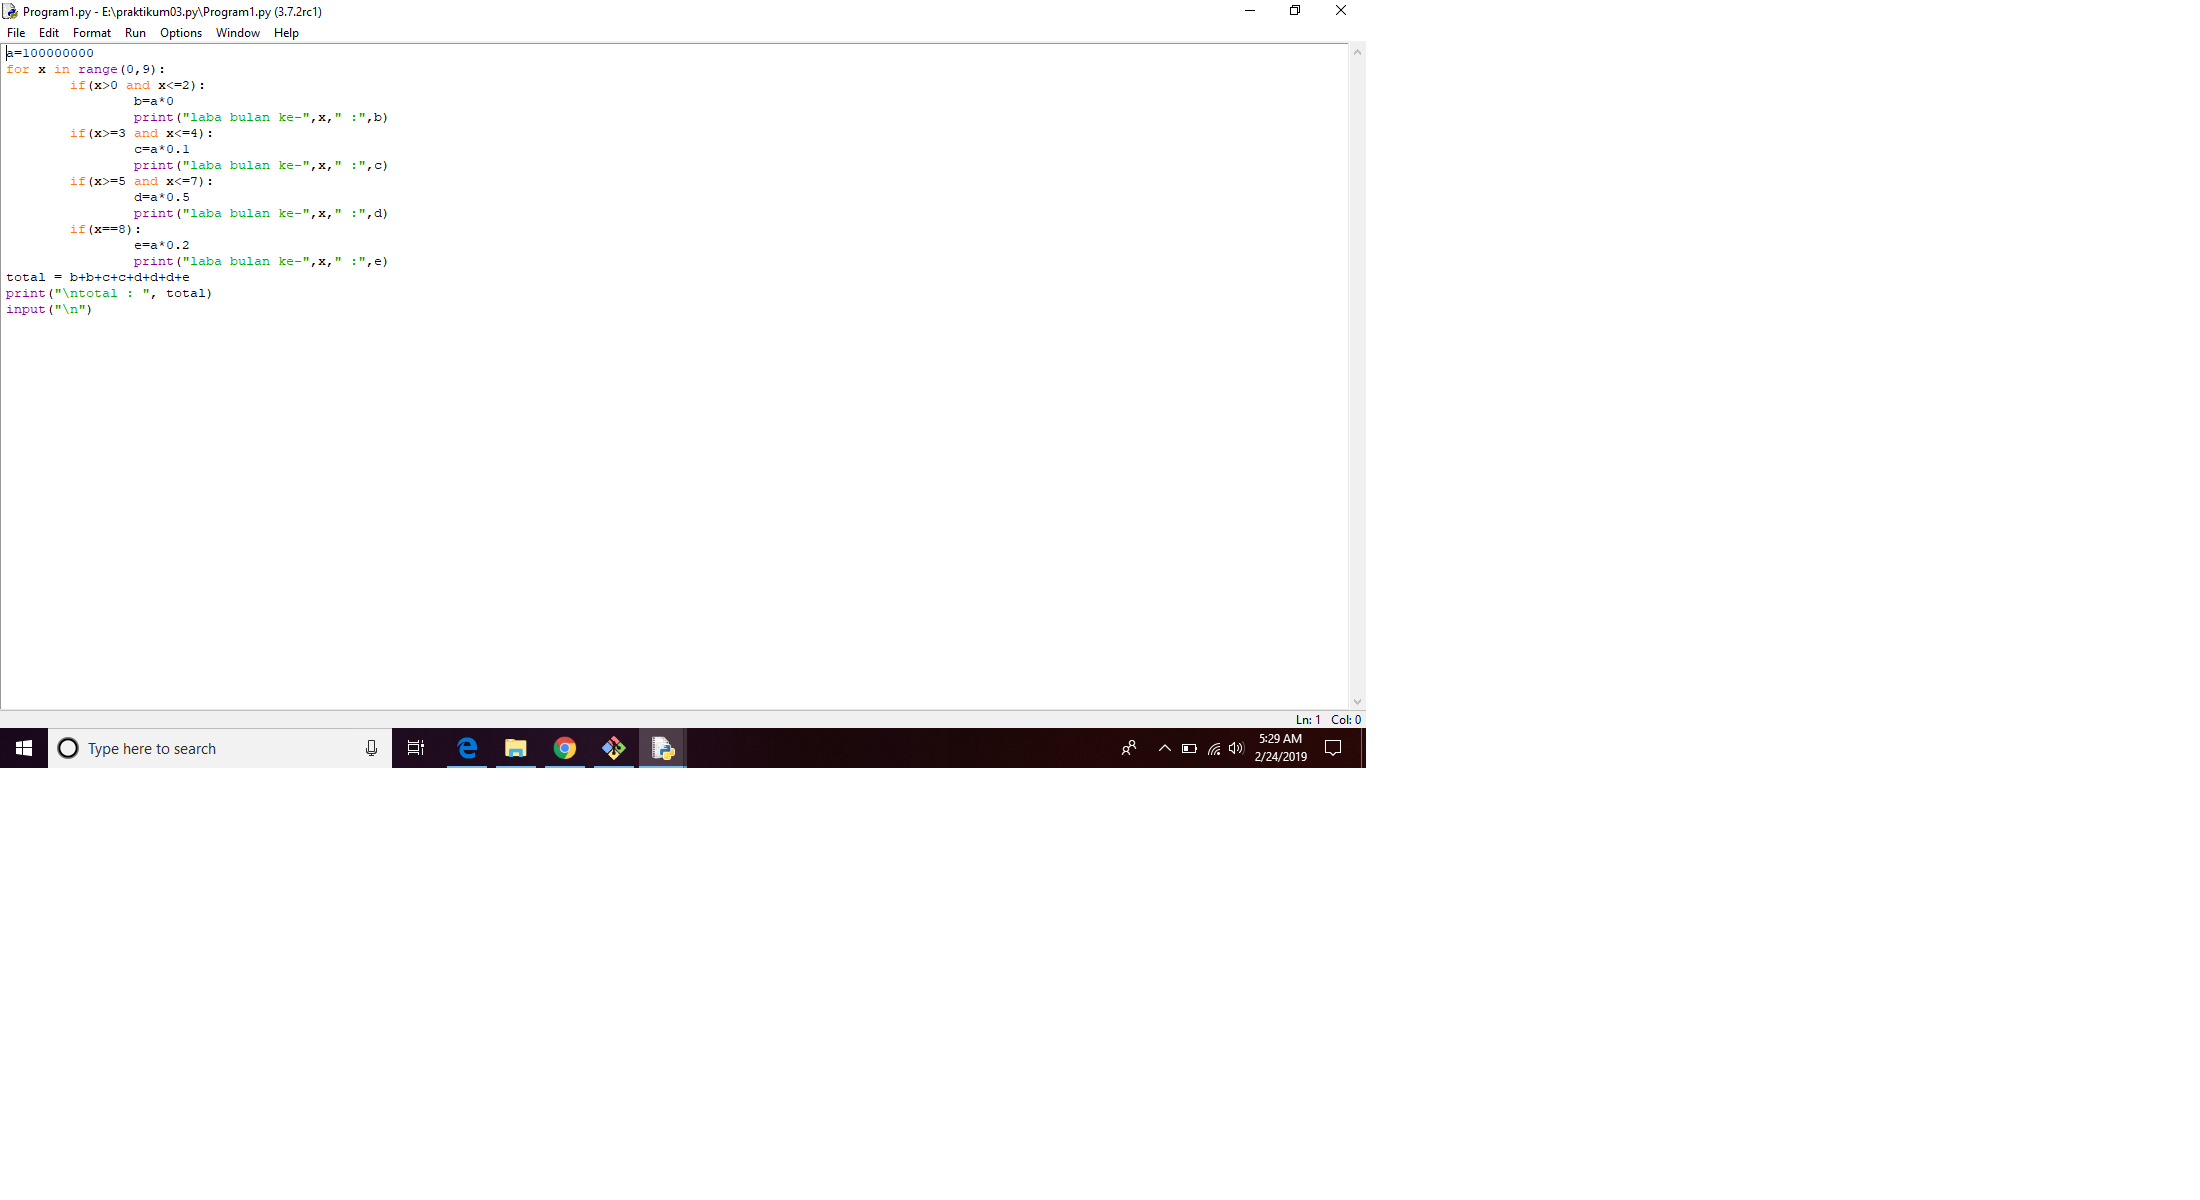 Program1.py - E:\praktikum03.py\Program1.py (3.7.2rc1)
File Edit Format Run Options Window Help
a=100000000
for x in range(0,9):
        if(x>0 and x<=2):
                b=a*0
                print("laba bulan ke-",x," :",b)
        if(x>=3 and x<=4):
                c=a*0.1
                print("laba bulan ke-",x," :",c)
        if(x>=5 and x<=7):
                d=a*0.5
                print("laba bulan ke-",x," :",d)
        if(x==8):
                e=a*0.2
                print("laba bulan ke-",x," :",e)
total = b+b+c+c+d+d+d+e
print("\ntotal : ", total)
input("\n")
Ln: 1 Col: 0
Type here to search
5:29 AM
2/24/2019